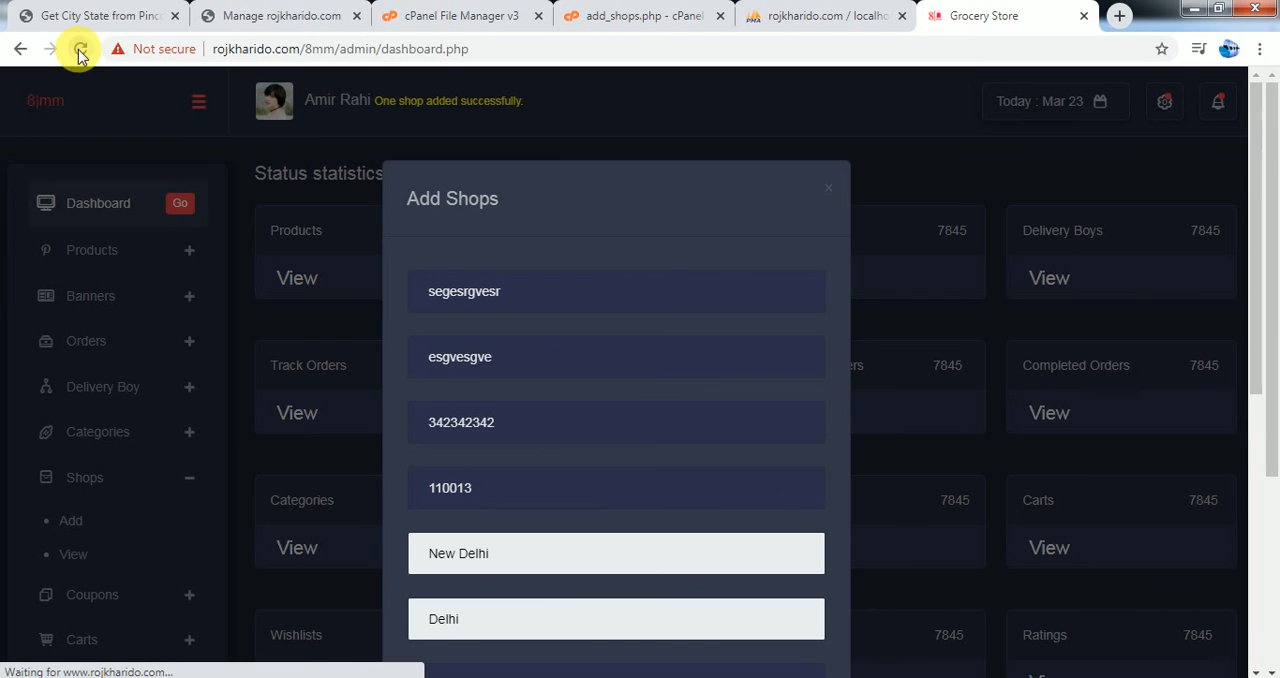 Get City State from Pinc
Manage rojkharido.com
cPanel File Manager v3
add_shops.php - cPanel
rojkharido.com / localho
Grocery Store
Not secure
rojkharido.com/8mm/admin/dashboard.php
8|mm
Amir Rahi One shop added successfully.
Today : Mar 23
Status statistics
Add Shops
×
Dashboard Go
Products
Banners
Orders
Delivery Boy
Categories
Shops
Add
View
Coupons
Carts
Products
View
7845
Delivery Boys 7845
View
Track Orders
View
ers 7845
Completed Orders 7845
View
Categories
View
7845
Carts 7845
View
Wishlists
7845
Ratings 7845
segesrgvesr
esgvesgve
342342342
110013
New Delhi
Delhi
Waiting for www.rojkharido.com...